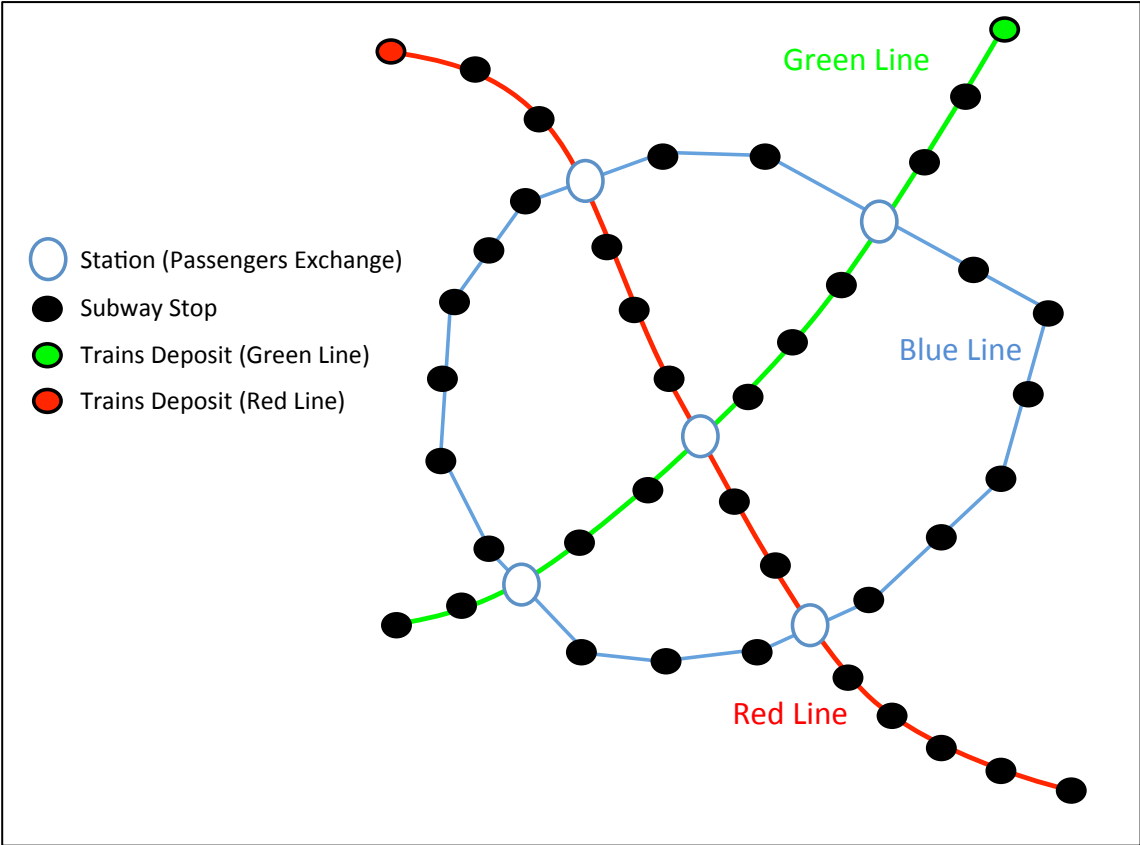 Green Line
Station (Passengers Exchange)
Subway Stop
Trains Deposit (Green Line)
Trains Deposit (Red Line)
Blue Line
Red Line